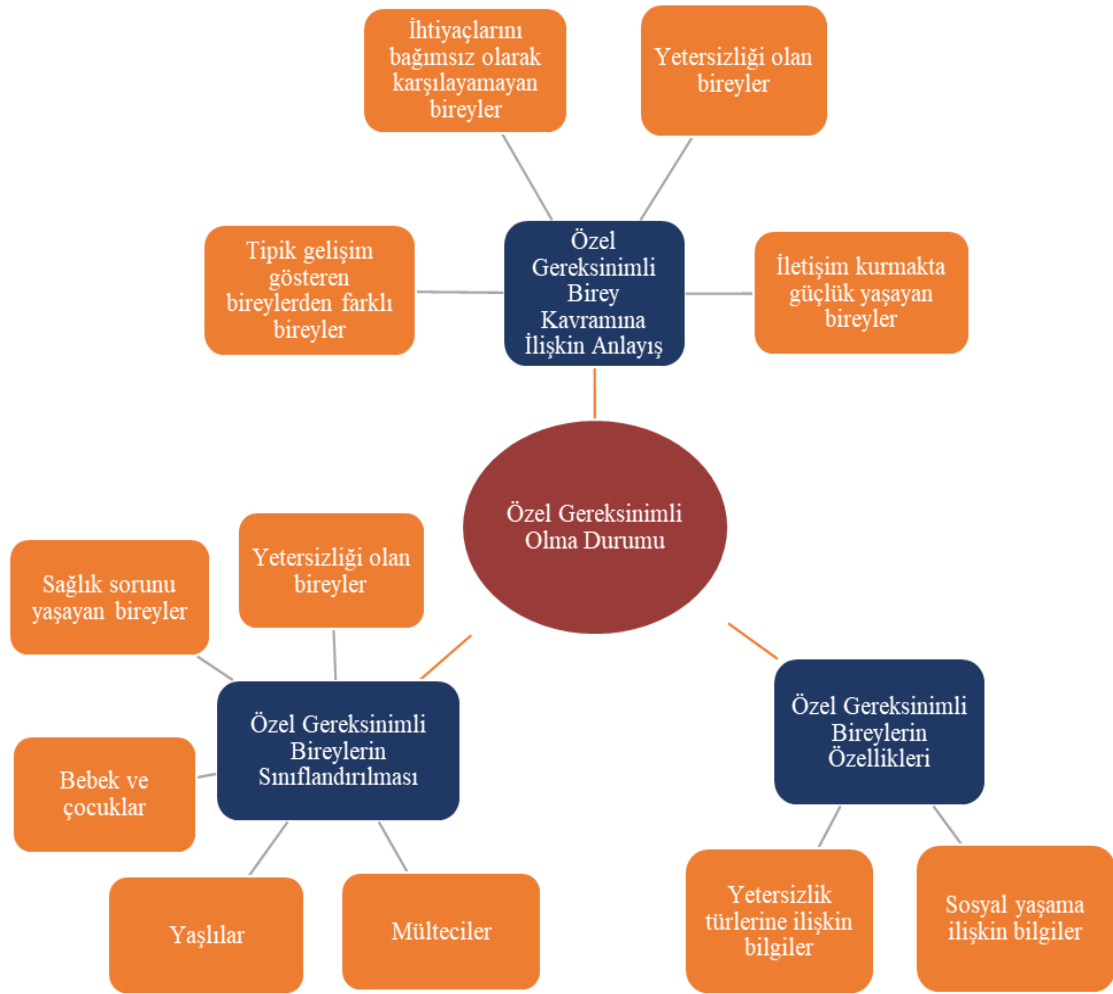 İhtiyaçlarını
bağımsız olarak
karşılayamayan
bireyler
Yetersizliği olan
bireyler
Tipik gelişim
gösteren
bireylerden farklı
bireyler
Özel
Gereksinimli
Birey
Kavramına
İlişkin Anlayış
İletişim kurmakta
güçlük yaşayan
bireyler
Özel Gereksinimli
Olma Durumu
Sağlık sorunu
yaşayan bireyler
Yetersizliği olan
bireyler
Özel Gereksinimli
Bireylerin
Sınıflandırılması
Bebek ve
çocuklar
Yaşlılar
Mülteciler
Özel Gereksinimli
Bireylerin
Özellikleri
Yetersizlik
türlerine ilişkin
bilgiler
Sosyal yaşama
ilişkin bilgiler